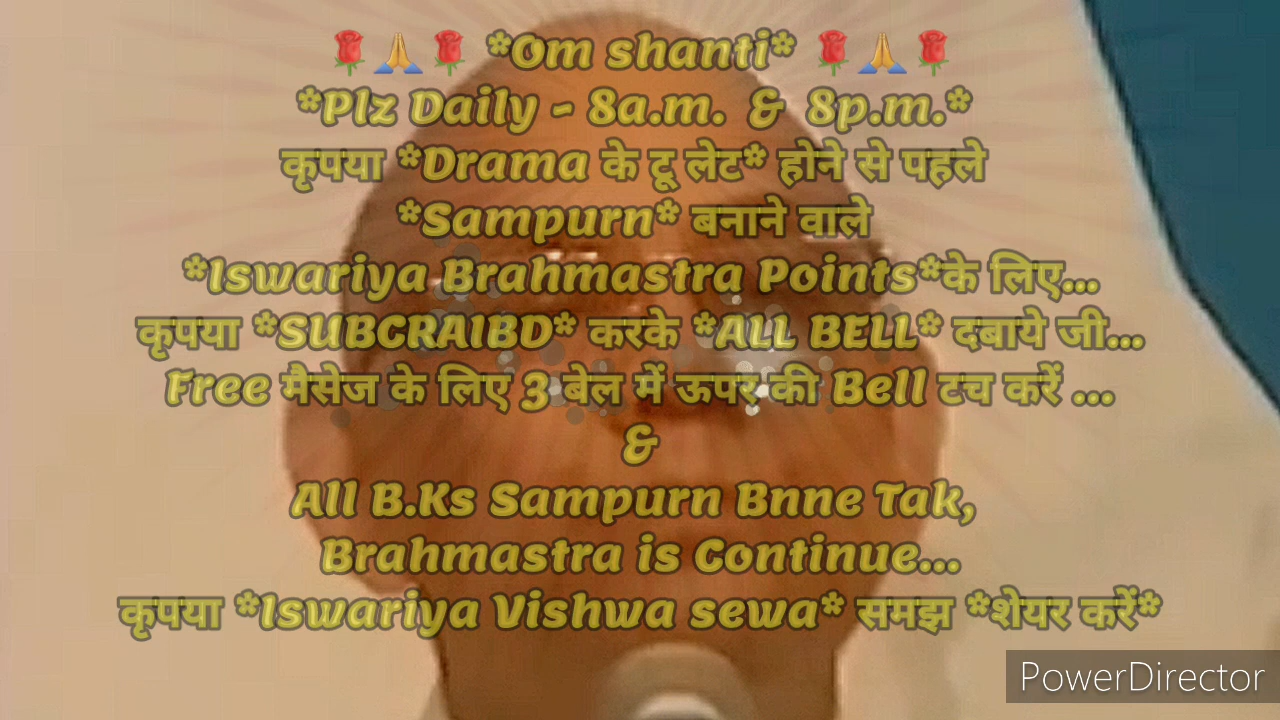 🌹🙏🌹 *Om shanti* 🌹🙏🌹
*Plz Daily - 8a.m. & 8p.m.*
कृपया *Drama के टू लेट* होने से पहले
*Sampurn* बनाने वाले
*Iswariya Brahmastra Points*के लिए...
कृपया *SUBCRAIBD* करके *ALL BELL* दबाये जी...
Free मैसेज के लिए 3 बेल में ऊपर की Bell टच करें ...
&
All B.Ks Sampurn Bnne Tak,
Brahmastra is Continue...
कृपया *Iswariya Vishwa sewa* समझ *शेयर करें*
PowerDirector